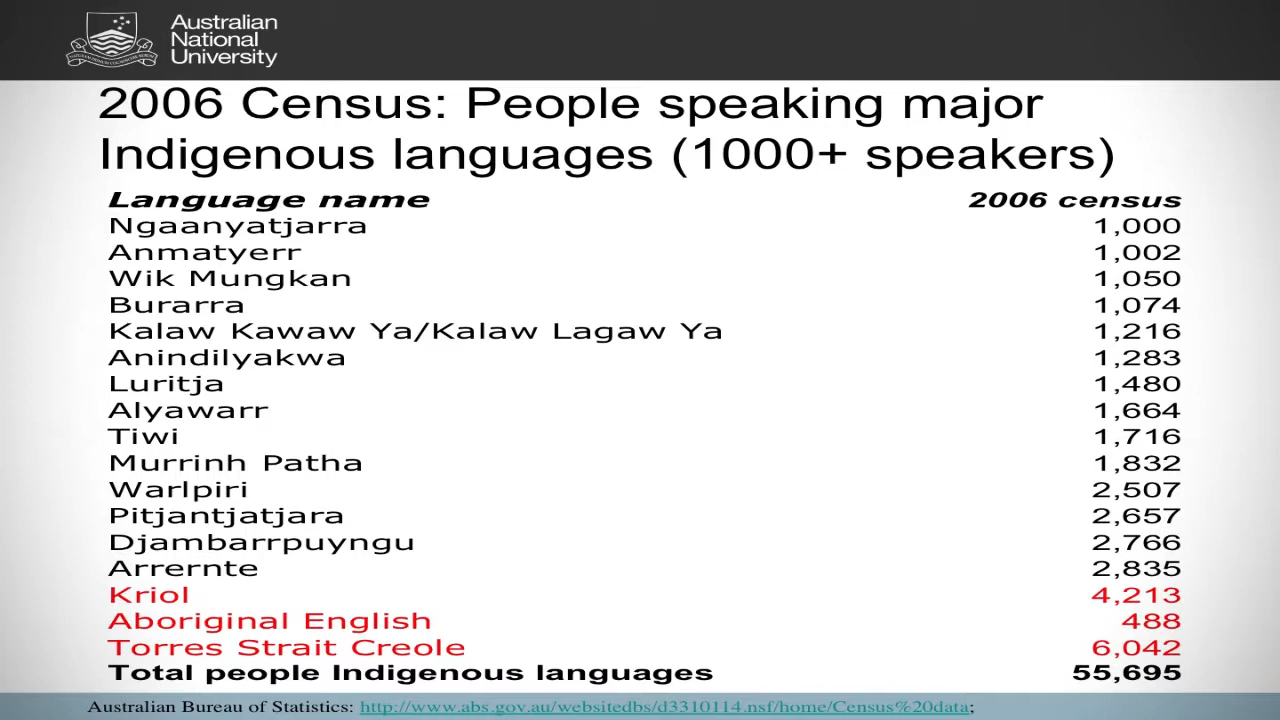 Australian
National
University
2006 Census: People speaking major
Indigenous languages (1000+ speakers)
Language name 2006 census
Ngaanyatjarra 1,000
Anmatyerr 1,002
Wik Mungkan 1,050
Burarra 1,074
Kalaw Kawaw Ya/Kalaw Lagaw Ya 1,216
Anindilyakwa 1,283
Luritja 1,480
Alyawarr 1,664
Tiwi 1,716
Murrinh Patha 1,832
Warlpiri 2,507
Pitjantjatjara 2,657
Djambarrpuyngu 2,766
Arrernte 2,835
Kriol 4,213
Aboriginal English 488
Torres Strait Creole 6,042
Total people Indigenous languages 55,695
Australian Bureau of Statistics: http://www.abs.gov.au/websitedbs/d3310114.nsf/home/Census%20data;